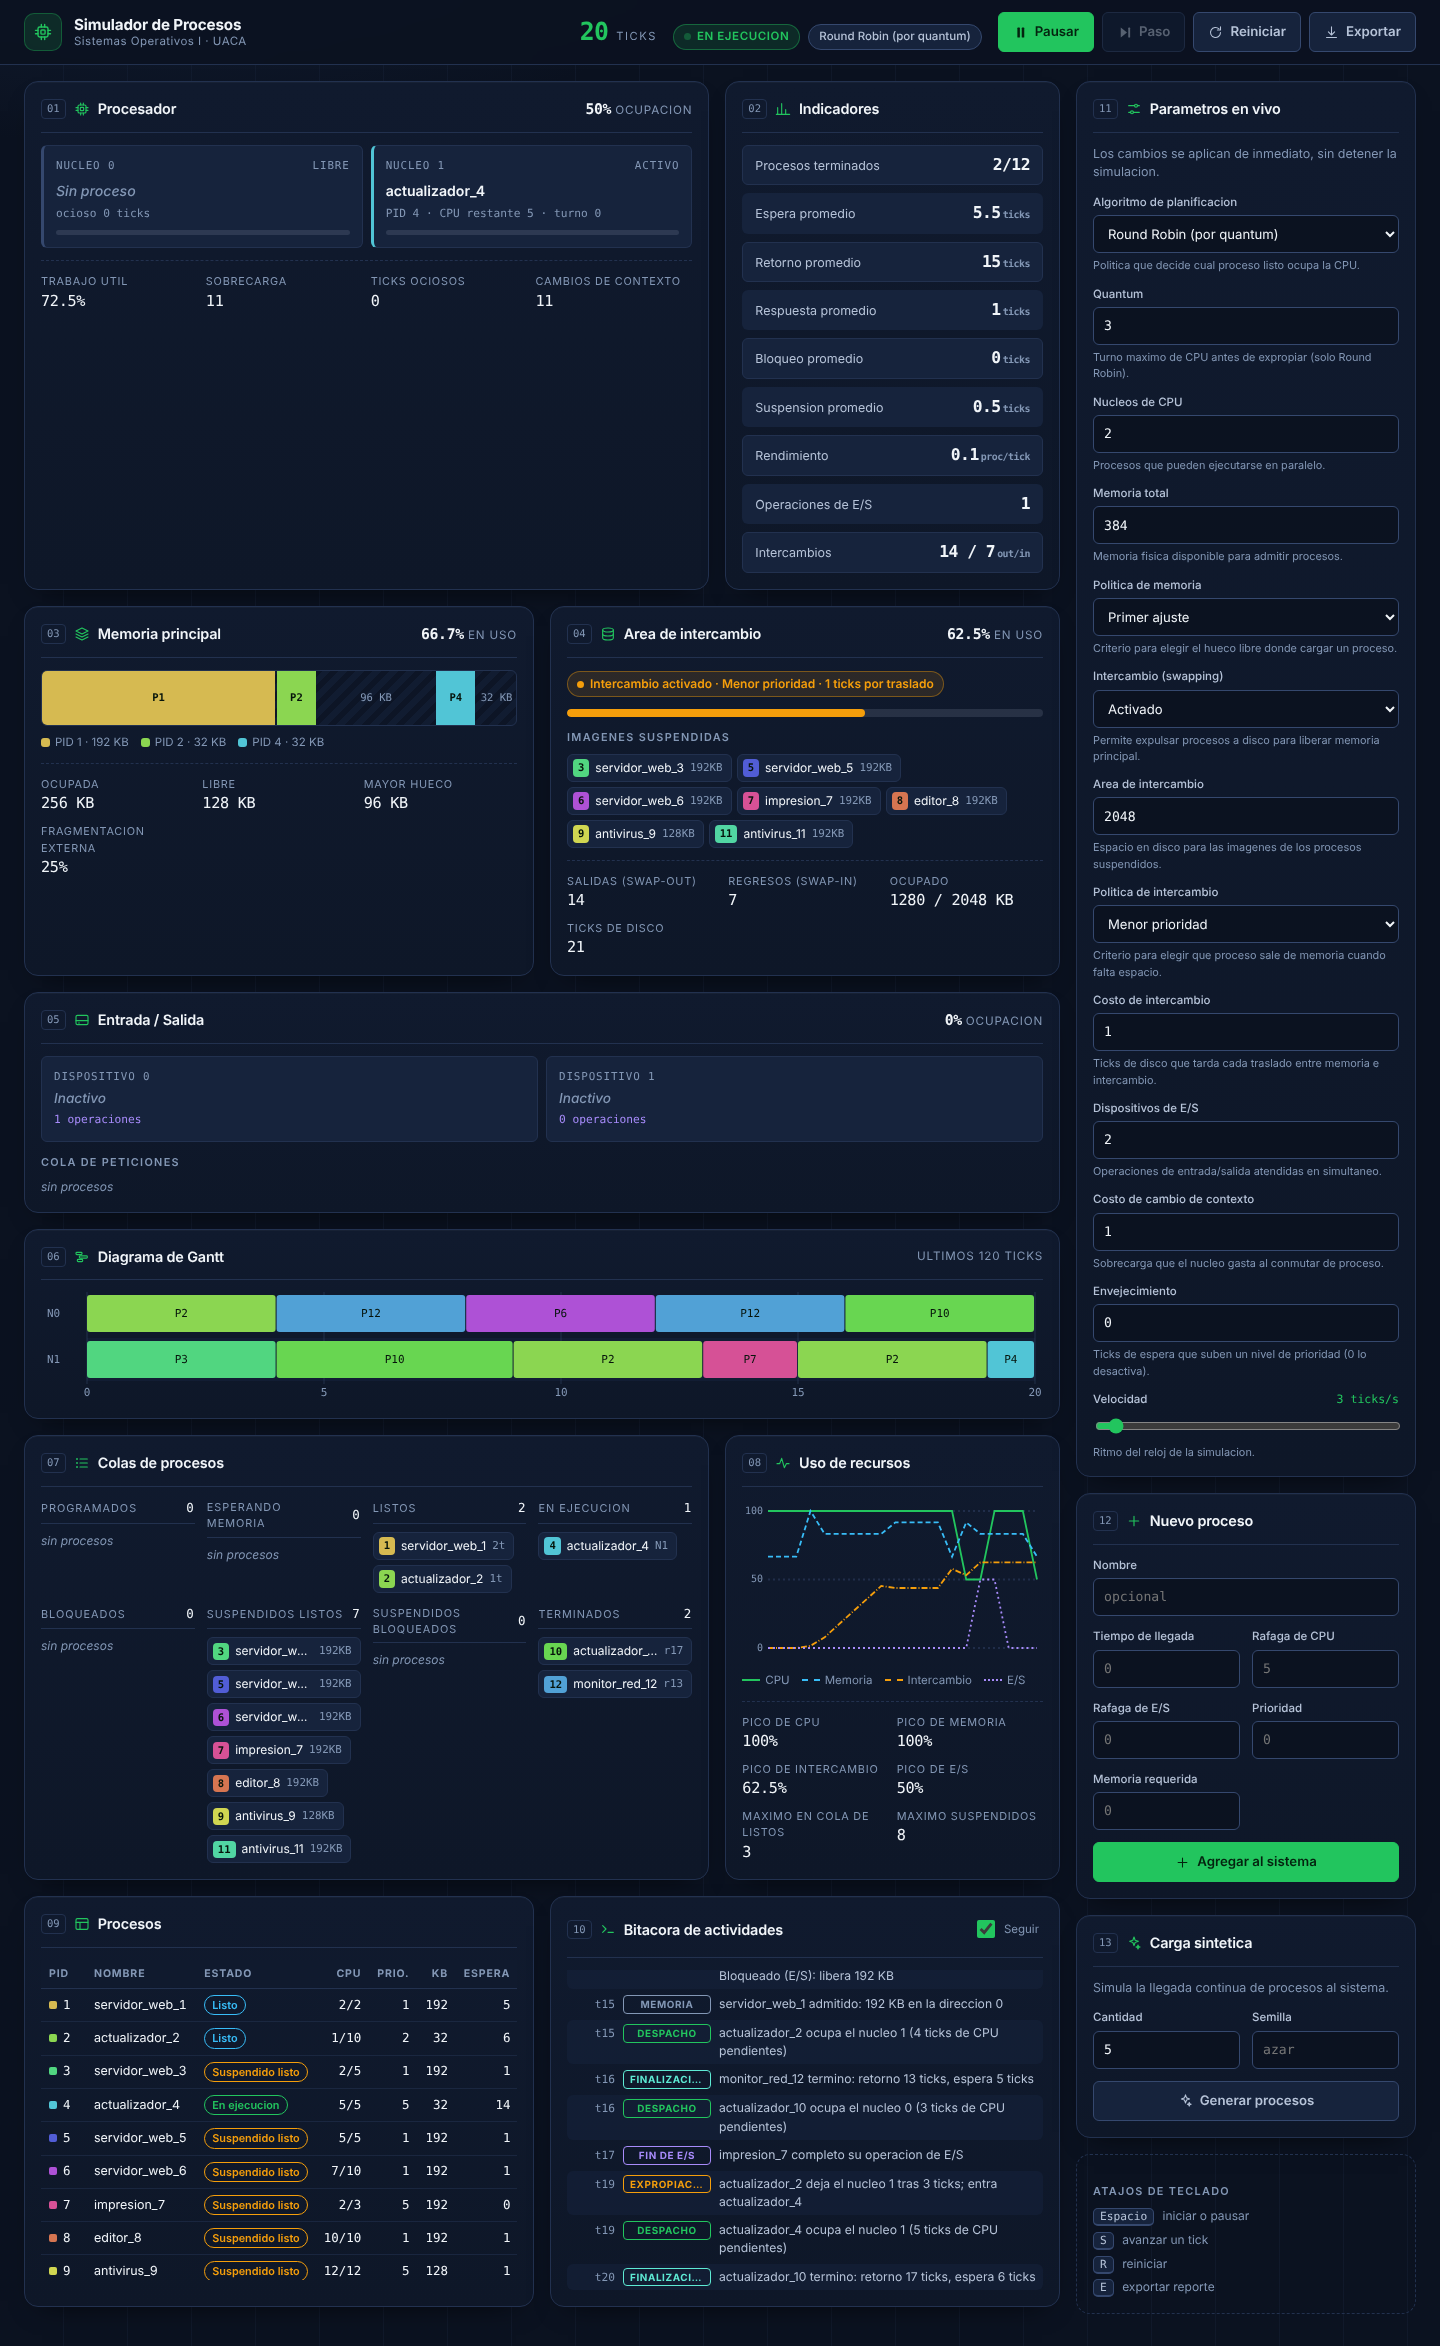 Simulador de Procesos
Sistemas Operativos I · UACA
20 TICKS
EN EJECUCION
Round Robin (por quantum)
Pausar
Paso
Reiniciar
Exportar
01 Procesador
50% OCUPACION
NUCLEO 0 LIBRE
Sin proceso
ocioso 0 ticks
NUCLEO 1 ACTIVO
actualizador_4
PID 4 · CPU restante 5 · turno 0
TRABAJO UTIL
72.5%
SOBRECARGA
11
TICKS OCIOSOS
0
CAMBIOS DE CONTEXTO
11
02 Indicadores
Procesos terminados 2/12
Espera promedio 5.5 ticks
Retorno promedio 15 ticks
Respuesta promedio 1 ticks
Bloqueo promedio 0 ticks
Suspension promedio 0.5 ticks
Rendimiento 0.1 proc/tick
Operaciones de E/S 1
Intercambios 14 / 7 out/in
03 Memoria principal
66.7% EN USO
P1 P2 96 KB P4 32 KB
PID 1 · 192 KB PID 2 · 32 KB PID 4 · 32 KB
OCUPADA
256 KB
LIBRE
128 KB
MAYOR HUECO
96 KB
FRAGMENTACION
EXTERNA
25%
04 Area de intercambio
62.5% EN USO
Intercambio activado · Menor prioridad · 1 ticks por traslado
IMAGENES SUSPENDIDAS
3 servidor_web_3 192KB 5 servidor_web_5 192KB
6 servidor_web_6 192KB 7 impresion_7 192KB 8 editor_8 192KB
9 antivirus_9 128KB 11 antivirus_11 192KB
SALIDAS (SWAP-OUT)
14
REGRESOS (SWAP-IN)
7
OCUPADO
1280 / 2048 KB
TICKS DE DISCO
21
05 Entrada / Salida
0% OCUPACION
DISPOSITIVO 0
Inactivo
1 operaciones
DISPOSITIVO 1
Inactivo
0 operaciones
COLA DE PETICIONES
sin procesos
06 Diagrama de Gantt
ULTIMOS 120 TICKS
N0 P2 P12 P6 P12 P10
N1 P3 P10 P2 P7 P2 P4
0 5 10 15 20
07 Colas de procesos
PROGRAMADOS 0
sin procesos
ESPERANDO
MEMORIA 0
sin procesos
LISTOS 2
1 servidor_web_1 2t
2 actualizador_2 1t
EN EJECUCION 1
4 actualizador_4 N1
BLOQUEADOS 0
sin procesos
SUSPENDIDOS LISTOS 7
3 servidor_w... 192KB
5 servidor_w... 192KB
6 servidor_w... 192KB
7 impresion_7 192KB
8 editor_8 192KB
9 antivirus_9 128KB
11 antivirus_11 192KB
SUSPENDIDOS
BLOQUEADOS 0
sin procesos
TERMINADOS 2
10 actualizador_... r17
12 monitor_red_12 r13
08 Uso de recursos
100
50
0
CPU Memoria Intercambio E/S
PICO DE CPU
100%
PICO DE MEMORIA
100%
PICO DE INTERCAMBIO
62.5%
PICO DE E/S
50%
MAXIMO EN COLA DE
LISTOS
3
MAXIMO SUSPENDIDOS
8
09 Procesos
PID NOMBRE ESTADO CPU PRIO. KB ESPERA
1 servidor_web_1 Listo 2/2 1 192 5
2 actualizador_2 Listo 1/10 2 32 6
3 servidor_web_3 Suspendido listo 2/5 1 192 1
4 actualizador_4 En ejecucion 5/5 5 32 14
5 servidor_web_5 Suspendido listo 5/5 1 192 1
6 servidor_web_6 Suspendido listo 7/10 1 192 1
7 impresion_7 Suspendido listo 2/3 5 192 0
8 editor_8 Suspendido listo 10/10 1 192 1
9 antivirus_9 Suspendido listo 12/12 5 128 1
10 Bitacora de actividades
Seguir
Bloqueado (E/S): libera 192 KB
t15 MEMORIA servidor_web_1 admitido: 192 KB en la direccion 0
t15 DESPACHO actualizador_2 ocupa el nucleo 1 (4 ticks de CPU
pendientes)
t16 FINALIZACI... monitor_red_12 termino: retorno 13 ticks, espera 5 ticks
t16 DESPACHO actualizador_10 ocupa el nucleo 0 (3 ticks de CPU
pendientes)
t17 FIN DE E/S impresion_7 completo su operacion de E/S
t19 EXPROPIAC... actualizador_2 deja el nucleo 1 tras 3 ticks; entra
actualizador_4
t19 DESPACHO actualizador_4 ocupa el nucleo 1 (5 ticks de CPU
pendientes)
t20 FINALIZACI... actualizador_10 termino: retorno 17 ticks, espera 6 ticks
11 Parametros en vivo
Los cambios se aplican de inmediato, sin detener la
simulacion.
Algoritmo de planificacion
Round Robin (por quantum)
Politica que decide cual proceso listo ocupa la CPU.
Quantum
3
Turno maximo de CPU antes de expropiar (solo Round
Robin).
Nucleos de CPU
2
Procesos que pueden ejecutarse en paralelo.
Memoria total
384
Memoria fisica disponible para admitir procesos.
Politica de memoria
Primer ajuste
Criterio para elegir el hueco libre donde cargar un proceso.
Intercambio (swapping)
Activado
Permite expulsar procesos a disco para liberar memoria
principal.
Area de intercambio
2048
Espacio en disco para las imagenes de los procesos
suspendidos.
Politica de intercambio
Menor prioridad
Criterio para elegir que proceso sale de memoria cuando
falta espacio.
Costo de intercambio
1
Ticks de disco que tarda cada traslado entre memoria e
intercambio.
Dispositivos de E/S
2
Operaciones de entrada/salida atendidas en simultaneo.
Costo de cambio de contexto
1
Sobrecarga que el nucleo gasta al conmutar de proceso.
Envejecimiento
0
Ticks de espera que suben un nivel de prioridad (0 lo
desactiva).
Velocidad 3 ticks/s
Ritmo del reloj de la simulacion.
12 Nuevo proceso
Nombre
opcional
Tiempo de llegada Rafaga de CPU
0 5
Rafaga de E/S Prioridad
0 0
Memoria requerida
0
Agregar al sistema
13 Carga sintetica
Simula la llegada continua de procesos al sistema.
Cantidad Semilla
5 azar
Generar procesos
ATAJOS DE TECLADO
Espacio iniciar o pausar
S avanzar un tick
R reiniciar
E exportar reporte